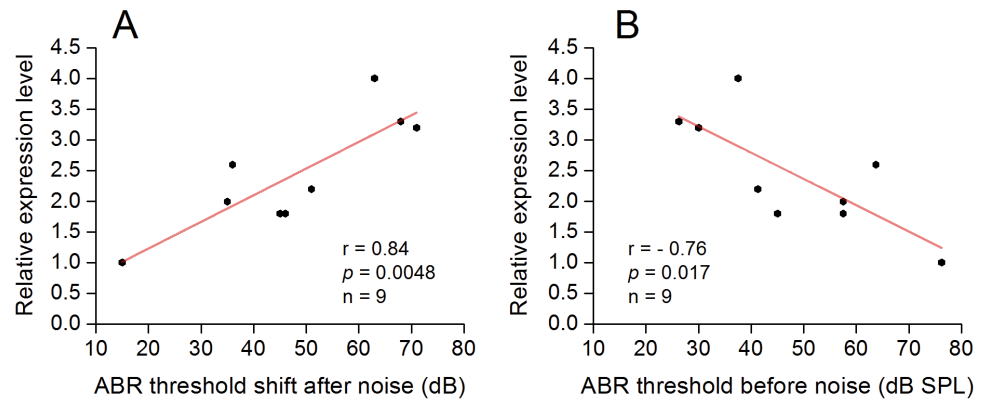 A
Relative expression level
4.5
4.0
3.5
3.0
2.5
2.0
1.5
1.0
0.5
0.0
r = 0.84
p = 0.0048
n = 9
10 20 30 40 50 60 70 80
ABR threshold shift after noise (dB)
B
Relative expression level
4.5
4.0
3.5
3.0
2.5
2.0
1.5
1.0
0.5
0.0
r = - 0.76
p = 0.017
n = 9
10 20 30 40 50 60 70 80
ABR threshold before noise (dB SPL)